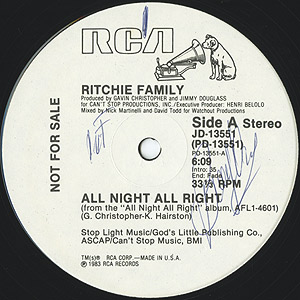 RCA
RITCHIE FAMILY
Produced by GAVIN CHRISTOPHER and JIMMY DOUGLASS
for CAN'T STOP PRODUCTIONS, INC./Executive Producer: HENRI BELOLO
Mixed by Nick Martinelli and David Todd for Watchout Productions
NOT FOR SALE
Side A Stereo
JD-13551
(PD-13551)
PD-13551-A
6:09
Intro: 35
End: Fade
33⅓ RPM
ALL NIGHT ALL RIGHT
(from the "All Night All Right" album, AFL1-4601)
(G. Christopher-K. Hairston)
Stop Light Music/God's Little Publishing Co.,
ASCAP/Can't Stop Music, BMI
TM(s)® RCA CORP.—MADE IN U.S.A.
℗ 1983 RCA RECORDS